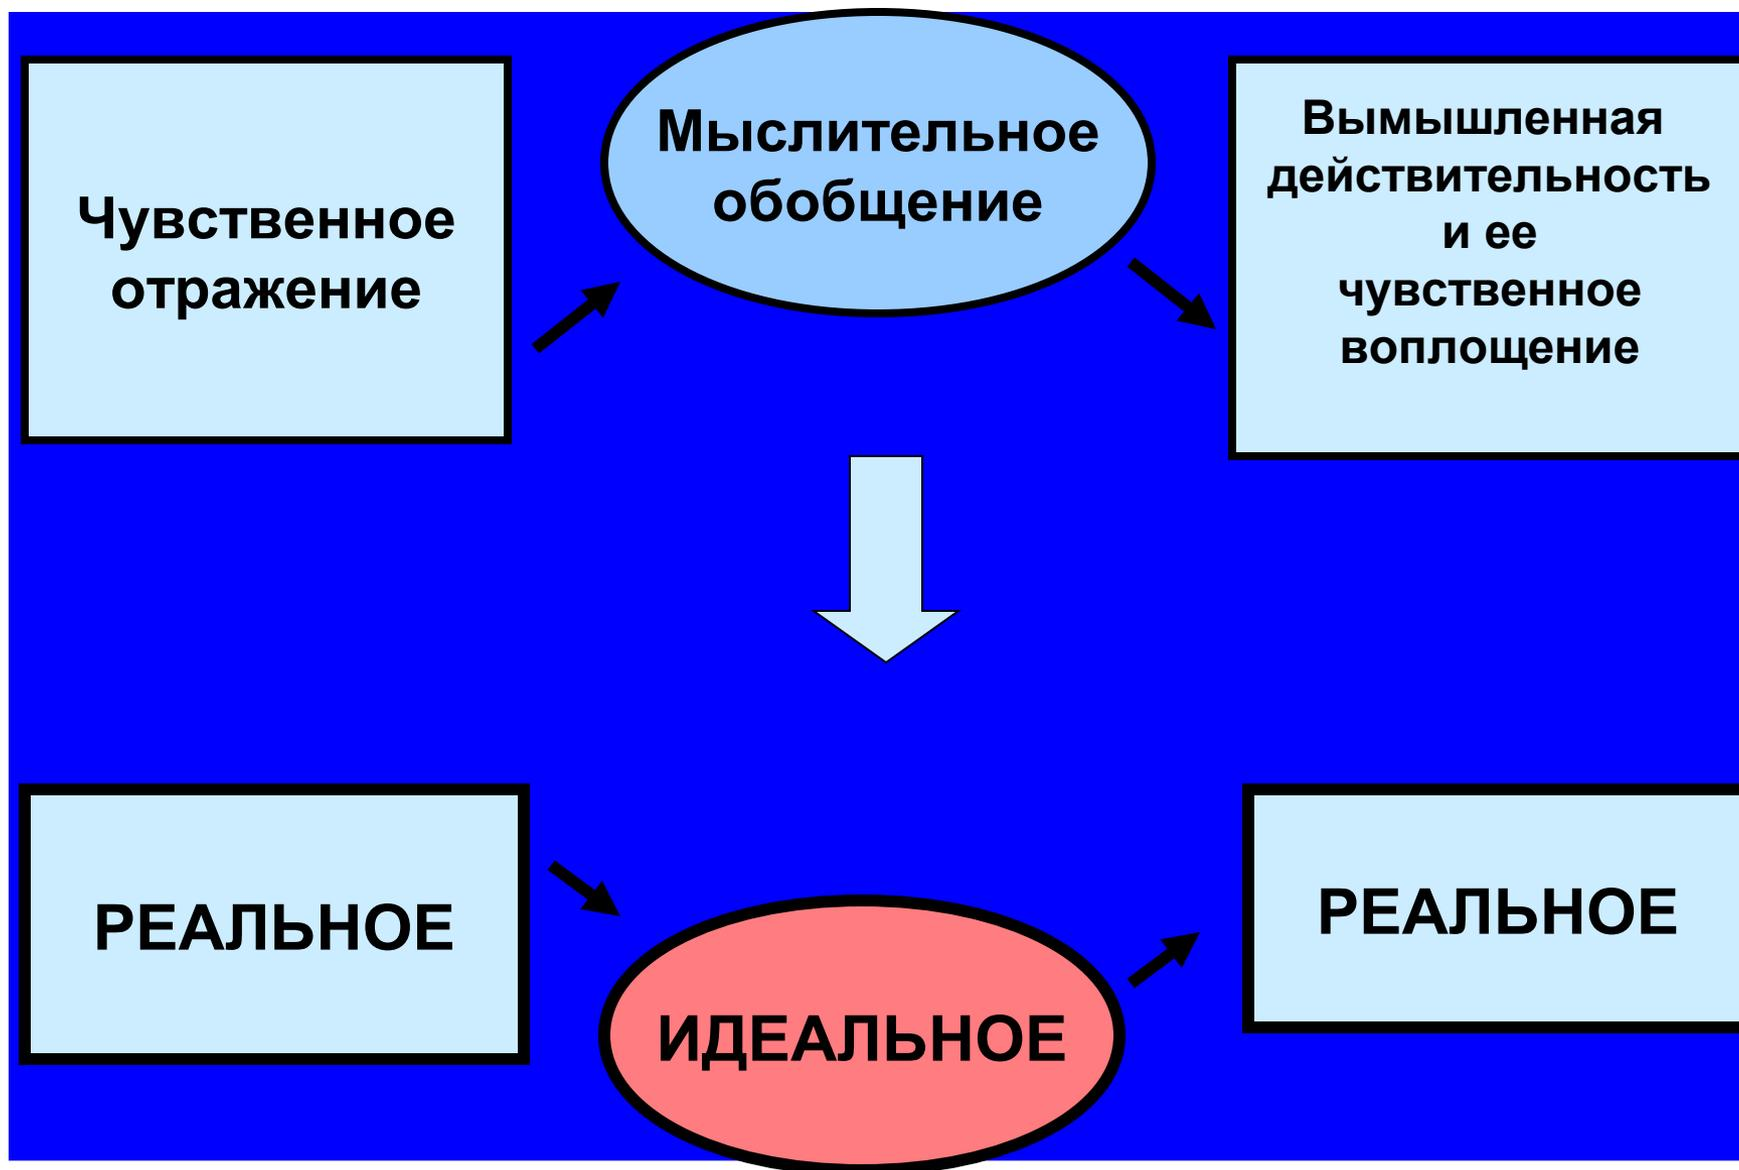 Чувственное
отражение
Мыслительное
обобщение
Вымышленная
действительность
и ее
чувственное
воплощение
РЕАЛЬНОЕ
ИДЕАЛЬНОЕ
РЕАЛЬНОЕ